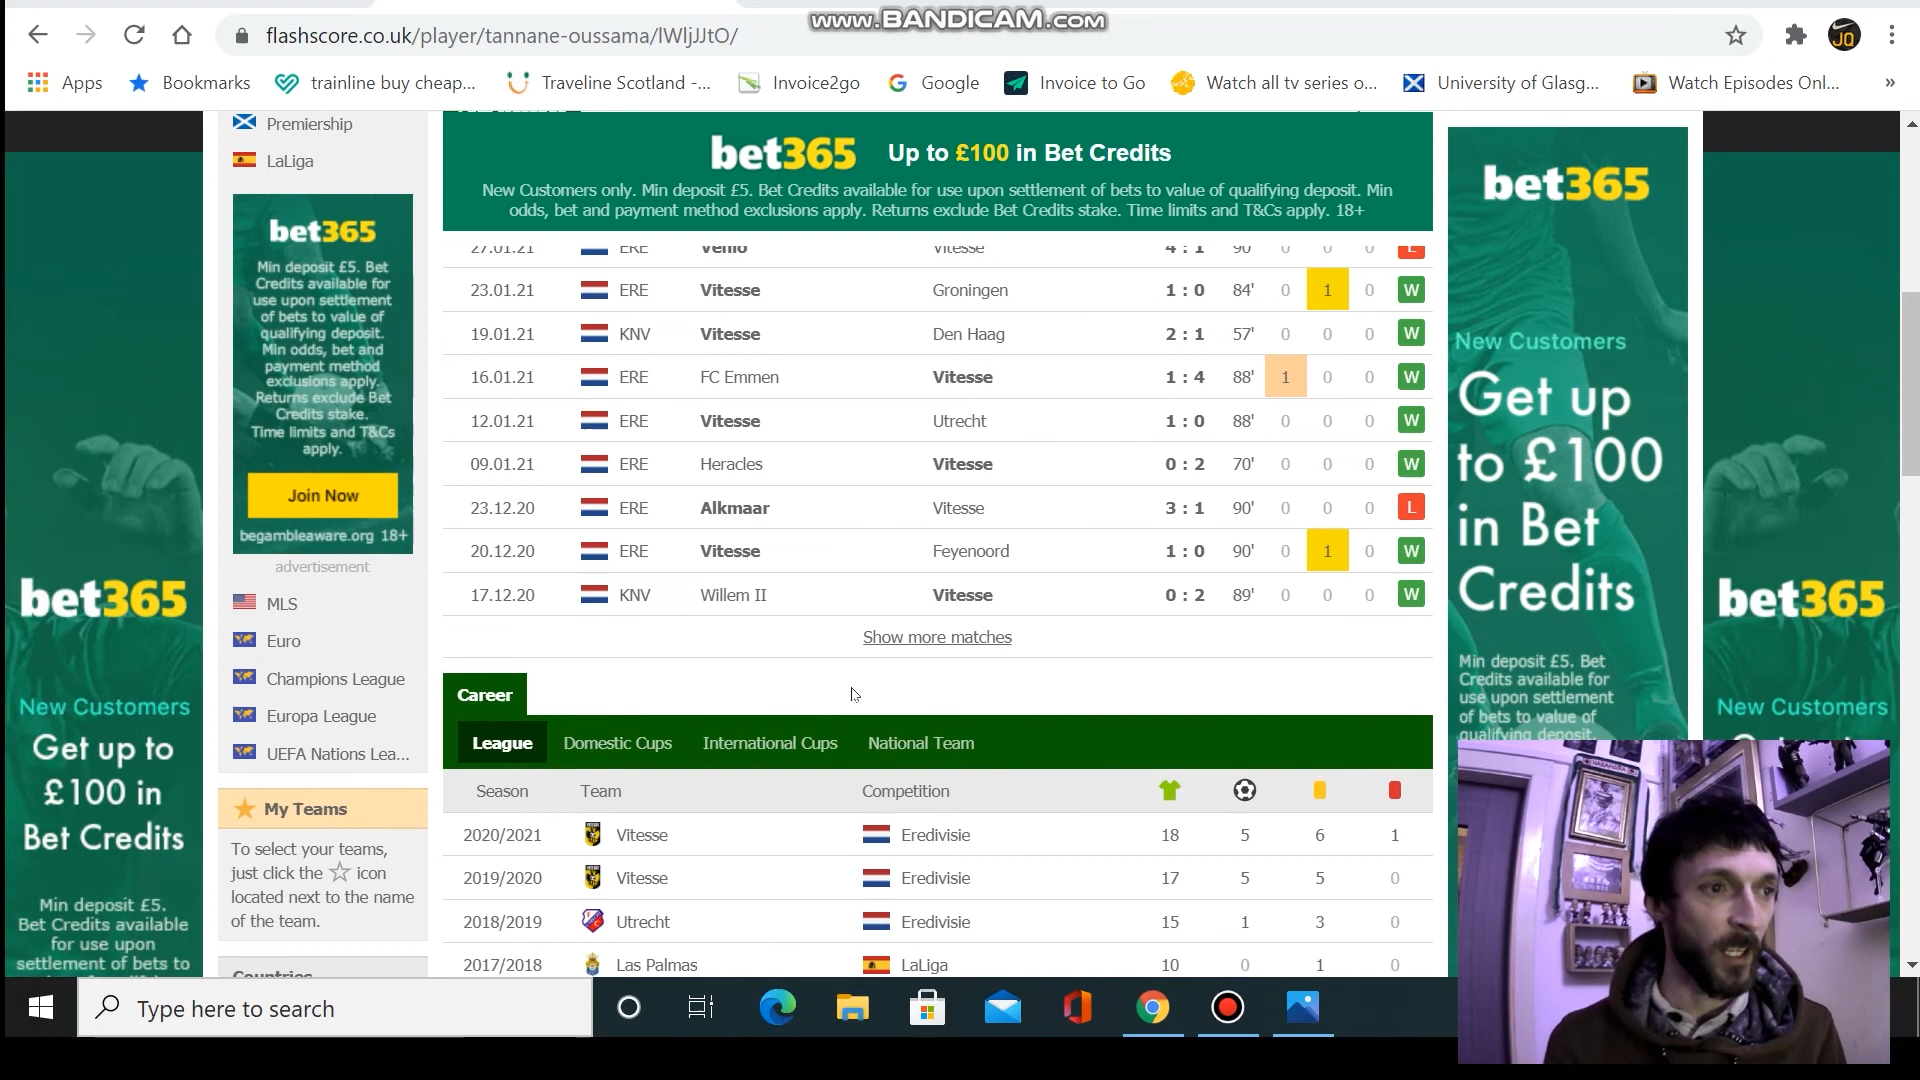 www.BANDICAM.com
flashscore.co.uk/player/tannane-oussama/lWljJJtO/
JQ
Apps
Bookmarks
trainline buy cheap...
Traveline Scotland -...
Invoice2go
Google
Invoice to Go
Watch all tv series o...
University of Glasg...
Watch Episodes Onl...
»
Premiership
LaLiga
bet365
Min deposit £5. Bet
Credits available for
use upon settlement
of bets to value of
qualifying deposit.
Min odds, bet and
payment method
exclusions apply.
Returns exclude Bet
Credits stake.
Time limits and T&Cs
apply.
Join Now
begambleaware.org 18+
advertisement
MLS
Euro
Champions League
Europa League
UEFA Nations Lea...
My Teams
To select your teams,
just click the icon
located next to the name
of the team.
Countries
bet365
New Customers
Get up to
£100 in
Bet Credits
Min deposit £5.
Bet Credits available
for use upon
settlement of bets to
bet365 Up to £100 in Bet Credits
New Customers only. Min deposit £5. Bet Credits available for use upon settlement of bets to value of qualifying deposit. Min
odds, bet and payment method exclusions apply. Returns exclude Bet Credits stake. Time limits and T&Cs apply. 18+
27.01.21 ERE Venlo Vitesse 4 : 1 90' 0 0 0 L
23.01.21 ERE Vitesse Groningen 1 : 0 84' 0 1 0 W
19.01.21 KNV Vitesse Den Haag 2 : 1 57' 0 0 0 W
16.01.21 ERE FC Emmen Vitesse 1 : 4 88' 1 0 0 W
12.01.21 ERE Vitesse Utrecht 1 : 0 88' 0 0 0 W
09.01.21 ERE Heracles Vitesse 0 : 2 70' 0 0 0 W
23.12.20 ERE Alkmaar Vitesse 3 : 1 90' 0 0 0 L
20.12.20 ERE Vitesse Feyenoord 1 : 0 90' 0 1 0 W
17.12.20 KNV Willem II Vitesse 0 : 2 89' 0 0 0 W
Show more matches
Career
League Domestic Cups International Cups National Team
Season Team Competition
2020/2021 Vitesse Eredivisie 18 5 6 1
2019/2020 Vitesse Eredivisie 17 5 5 0
2018/2019 Utrecht Eredivisie 15 1 3 0
2017/2018 Las Palmas LaLiga 10 0 1 0
bet365
New Customers
Get up
to £100
in Bet
Credits
Min deposit £5. Bet
Credits available for
use upon settlement
of bets to value of
qualifying deposit.
bet365
New Customers
Type here to search